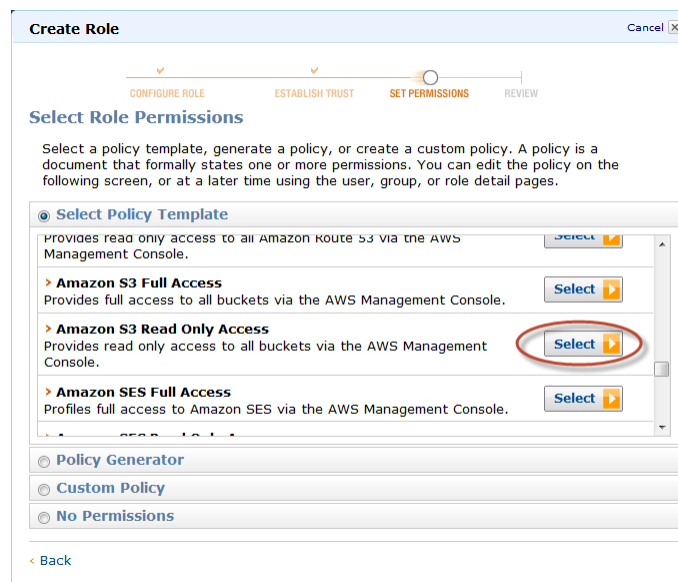 Create Role
Cancel
CONFIGURE ROLE
ESTABLISH TRUST
SET PERMISSIONS
REVIEW
Select Role Permissions
Select a policy template, generate a policy, or create a custom policy. A policy is a
document that formally states one or more permissions. You can edit the policy on the
following screen, or at a later time using the user, group, or role detail pages.
Select Policy Template
Provides read only access to all Amazon Route 53 via the AWS
Management Console.
Select
Amazon S3 Full Access
Provides full access to all buckets via the AWS Management Console.
Select
Amazon S3 Read Only Access
Provides read only access to all buckets via the AWS Management
Console.
Select
Amazon SES Full Access
Profiles full access to Amazon SES via the AWS Management Console.
Select
Policy Generator
Custom Policy
No Permissions
< Back